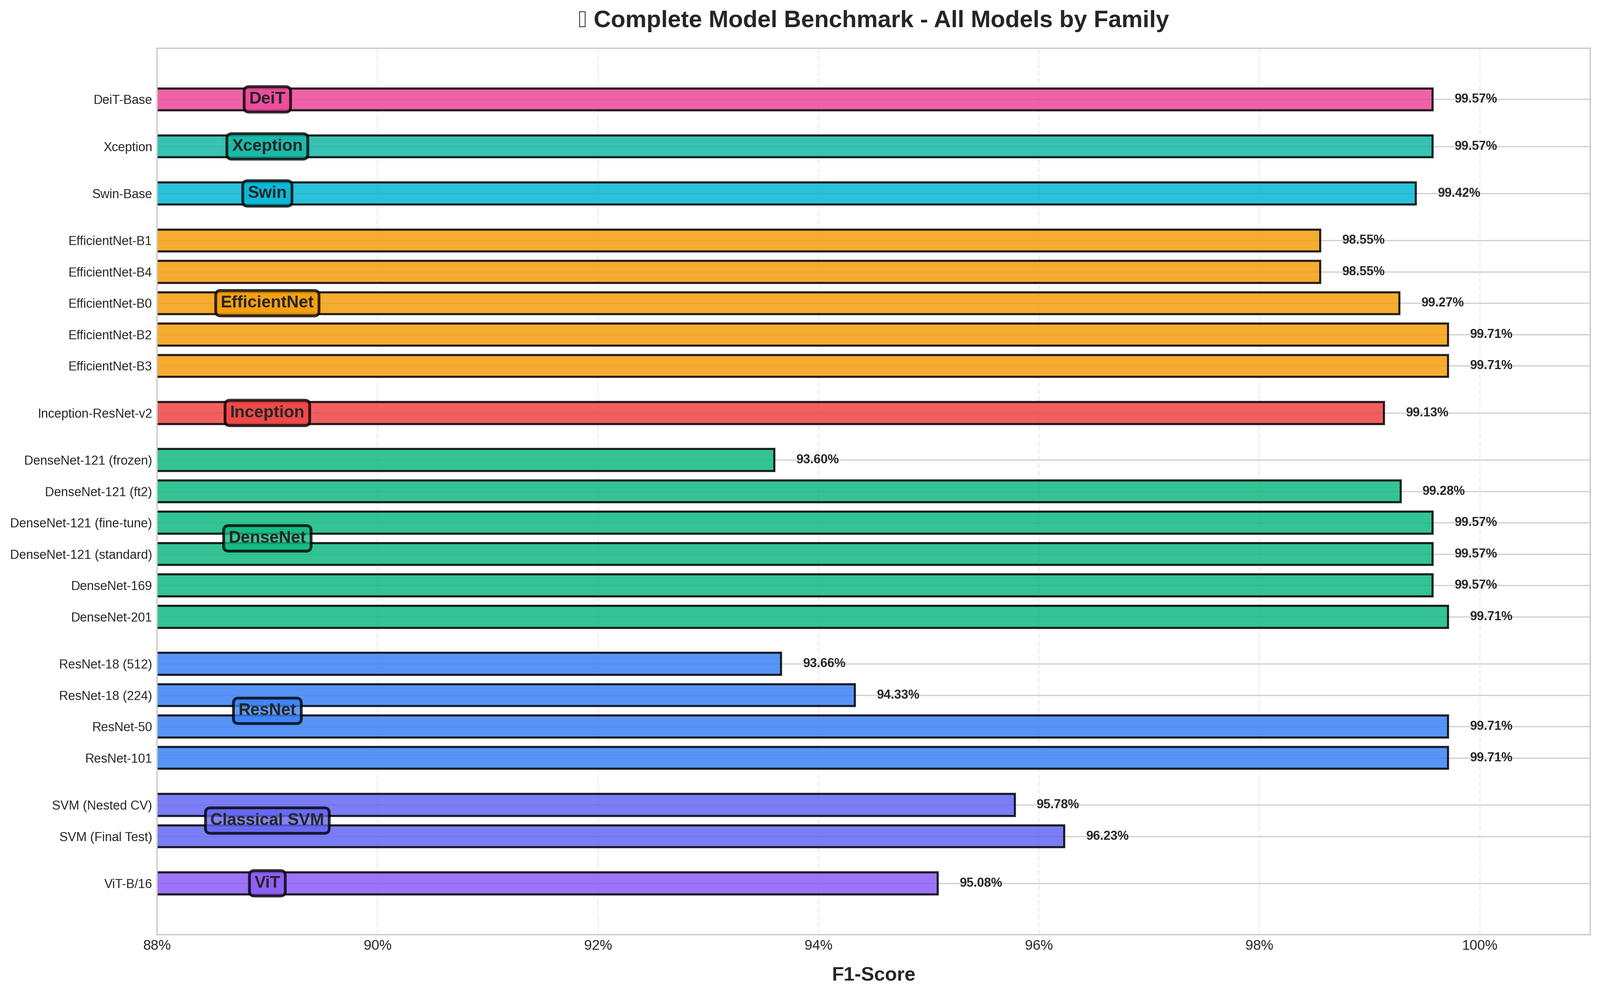 Complete Model Benchmark - All Models by Family
DeiT-Base DeiT 99.57%
Xception Xception 99.57%
Swin-Base Swin 99.42%
EfficientNet-B1 98.55%
EfficientNet-B4 98.55%
EfficientNet-B0 EfficientNet 99.27%
EfficientNet-B2 99.71%
EfficientNet-B3 99.71%
Inception-ResNet-v2 Inception 99.13%
DenseNet-121 (frozen) 93.60%
DenseNet-121 (ft2) 99.28%
DenseNet-121 (fine-tune) 99.57%
DenseNet
DenseNet-121 (standard) 99.57%
DenseNet-169 99.57%
DenseNet-201 99.71%
ResNet-18 (512) 93.66%
ResNet-18 (224) 94.33%
ResNet
ResNet-50 99.71%
ResNet-101 99.71%
SVM (Nested CV) 95.78%
Classical SVM
SVM (Final Test) 96.23%
ViT-B/16 ViT 95.08%
88% 90% 92% 94% 96% 98% 100%
F1-Score